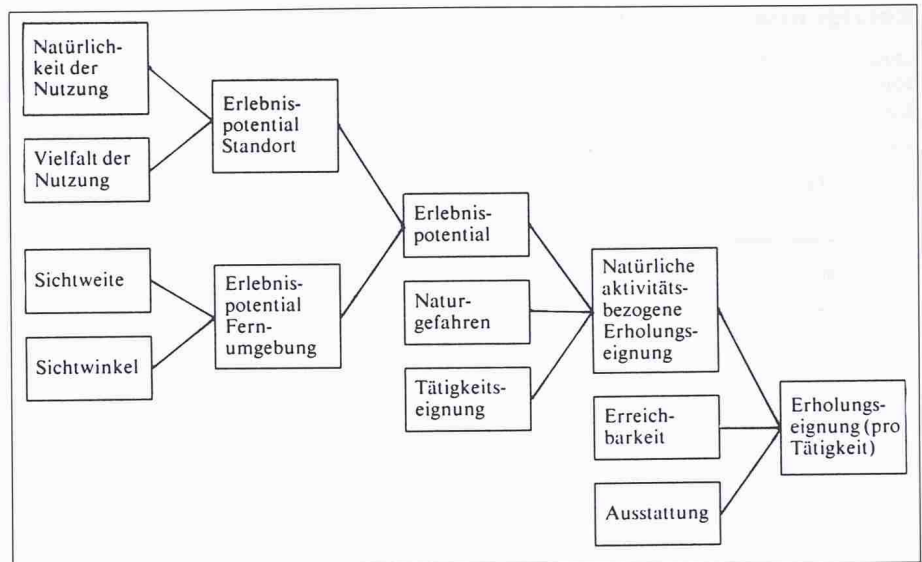 Natürlich-
keit der
Nutzung
Vielfalt der
Nutzung
Erlebnis-
potential
Standort
Sichtweite
Sichtwinkel
Erlebnis-
potential
Fern-
umgebung
Erlebnis-
potential
Natur-
gefahren
Tätigkeits-
eignung
Natürliche
aktivitäts-
bezogene
Erholungs-
eignung
Erreich-
barkeit
Ausstattung
Erholungs-
eignung (pro
Tätigkeit)